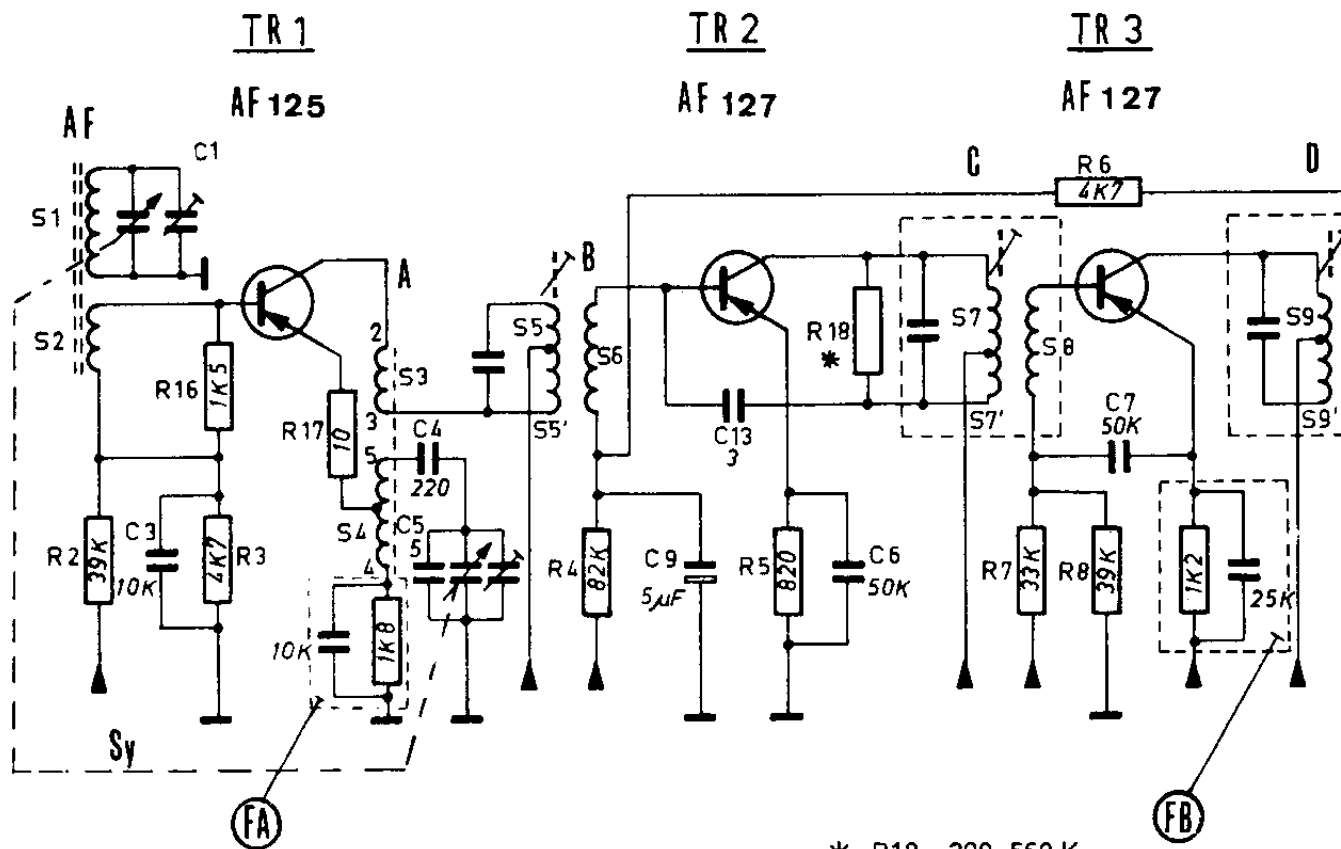 TR 1 TR 2 TR 3
AF 125 AF 127 AF 127
AF
C1
C R6 D
4K7
S1
A B
S2 2 S5 R18 S7 S9
*
S6 S8
R16 1K5 S3
R17 10 3 S5' C13 S7' C7 S9'
5 C4 3 50K
220
S4 C5
5
R2 39K C3 4K7 R3 R4 82K C9 R5 820 C6 R7 33K R8 39K 1K2
10K 4 5µF 50K 25K
10K 1K8
Sy
FA FB